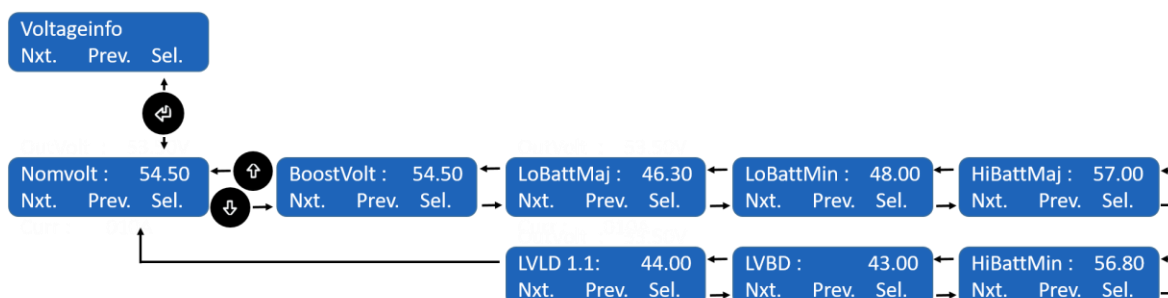 Voltageinfo
Nxt. Prev. Sel.
Nomvolt : 54.50
Nxt. Prev. Sel.
BoostVolt : 54.50
Nxt. Prev. Sel.
LoBattMaj : 46.30
Nxt. Prev. Sel.
LoBattMin : 48.00
Nxt. Prev. Sel.
HiBattMaj : 57.00
Nxt. Prev. Sel.
LVLD 1.1: 44.00
Nxt. Prev. Sel.
LVBD : 43.00
Nxt. Prev. Sel.
HiBattMin : 56.80
Nxt. Prev. Sel.